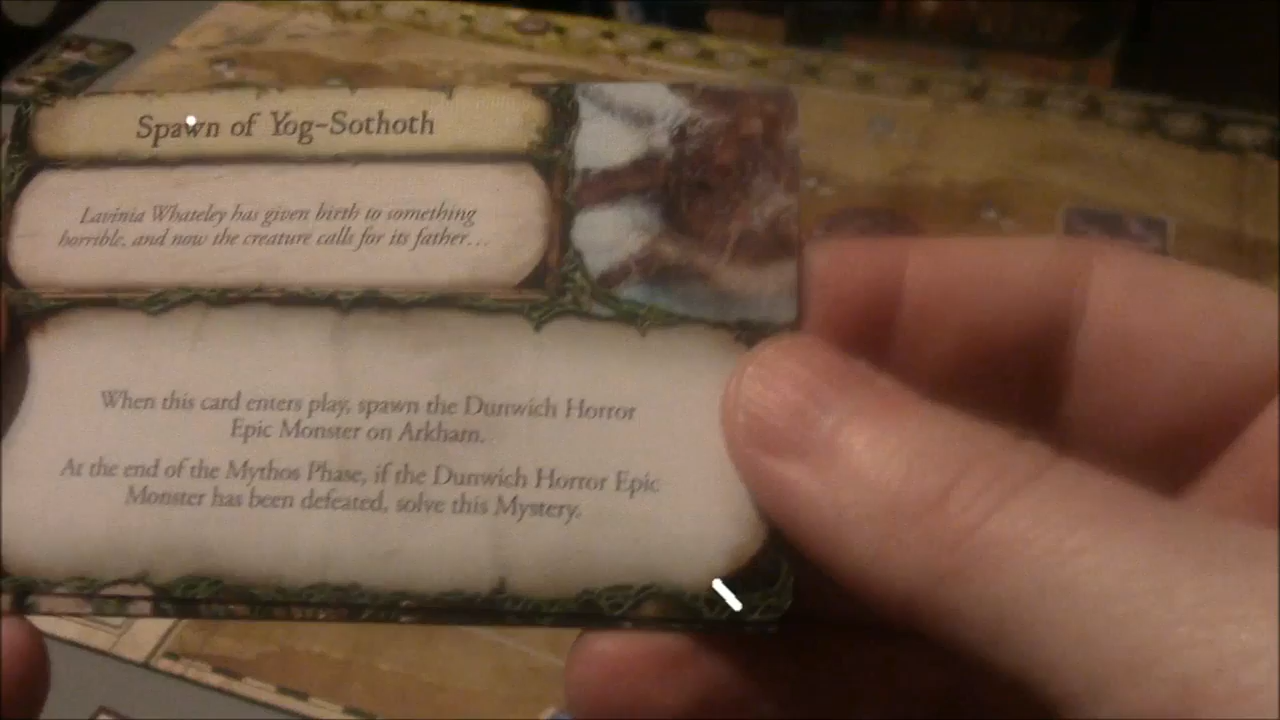 Spawn of Yog-Sothoth
Lavinia Whateley has given birth to something
horrible, and now the creature calls for its father...
When this card enters play, spawn the Dunwich Horror
Epic Monster on Arkham.
At the end of the Mythos Phase, if the Dunwich Horror Epic
Monster has been defeated, solve this Mystery.